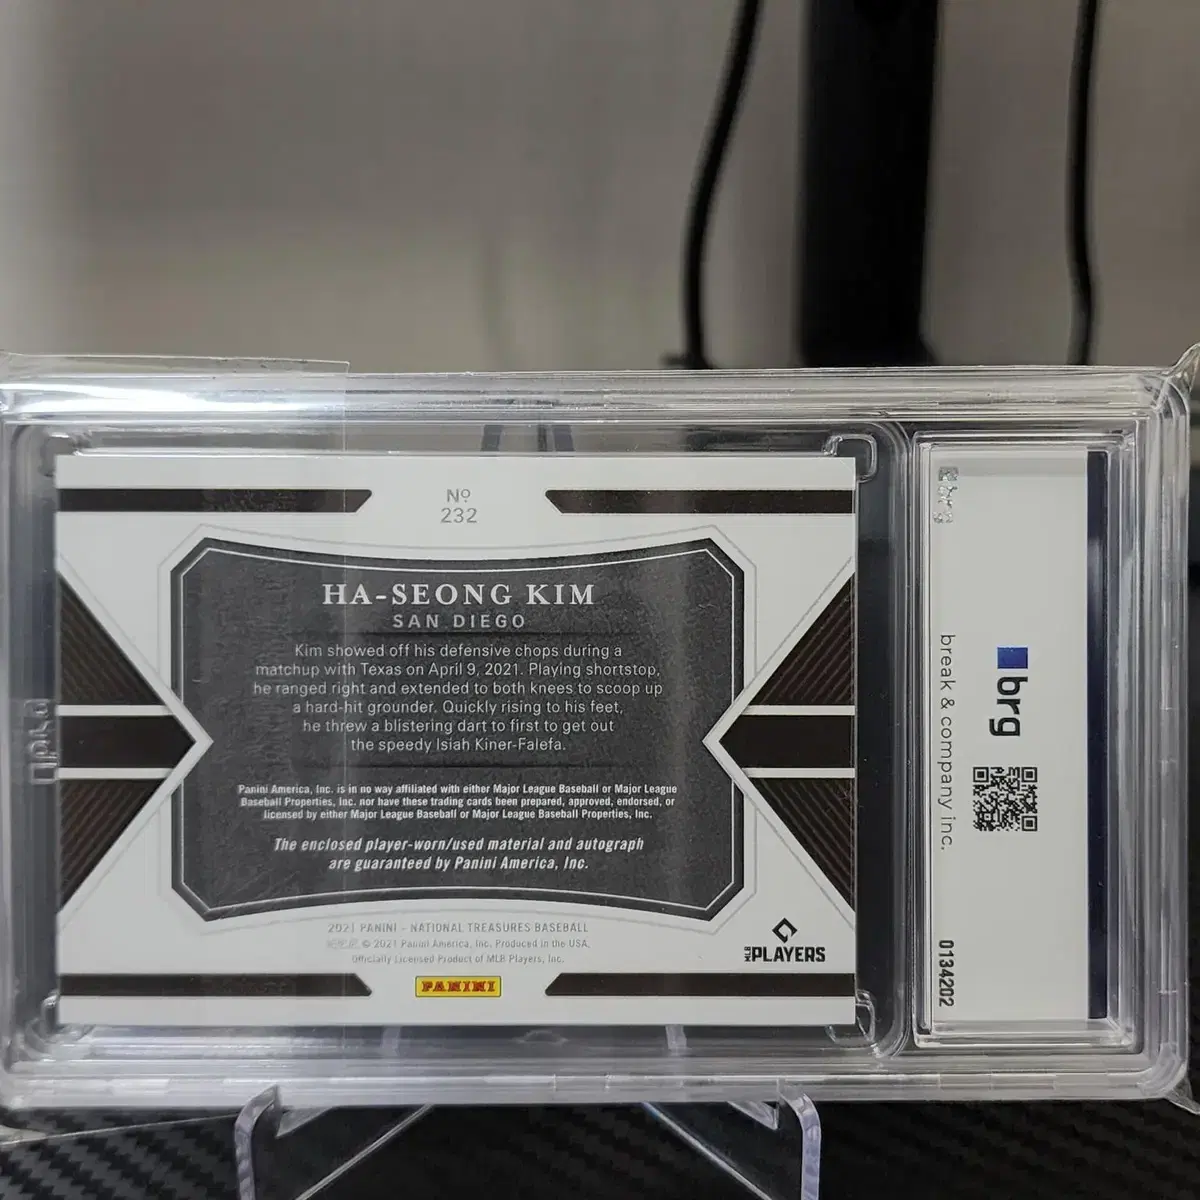 Nº
232
HA-SEONG KIM
SAN DIEGO
Kim showed off his defensive chops during a
matchup with Texas on April 9, 2021. Playing shortstop,
he ranged right and extended to both knees to scoop up
a hard-hit grounder. Quickly rising to his feet,
he threw a blistering dart to first to get out
the speedy Isiah Kiner-Falefa.
Panini America, Inc. is in no way affiliated with either Major League Baseball or Major League
Baseball Properties, Inc. nor have these trading cards been prepared, approved, endorsed, or
licensed by either Major League Baseball or Major League Baseball Properties, Inc.
The enclosed player-worn/used material and autograph
are guaranteed by Panini America, Inc.
2021 PANINI - NATIONAL TREASURES BASEBALL
© 2021 Panini America, Inc. Produced in the USA.
Officially Licensed Product of MLB Players, Inc.
PANINI
MLB PLAYERS
brg
brg
break & company inc.
0134202